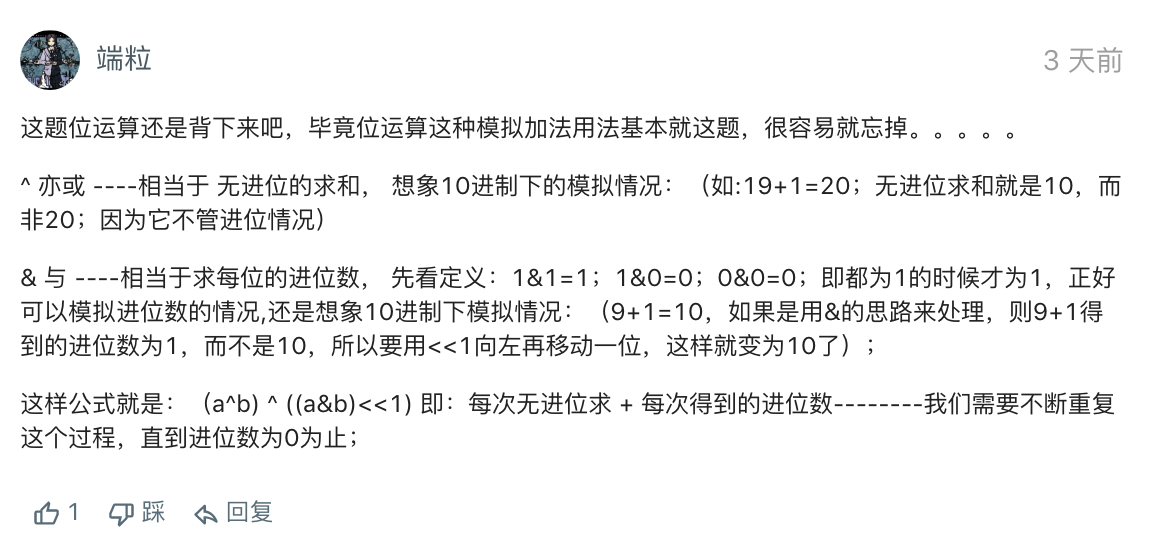 端粒
3 天前
这题位运算还是背下来吧，毕竟位运算这种模拟加法用法基本就这题，很容易就忘掉。。。。。
^ 亦或 ----相当于 无进位的求和， 想象10进制下的模拟情况：（如:19+1=20；无进位求和就是10，而
非20；因为它不管进位情况）
& 与 ----相当于求每位的进位数， 先看定义：1&1=1；1&0=0；0&0=0；即都为1的时候才为1，正好
可以模拟进位数的情况,还是想象10进制下模拟情况：（9+1=10，如果是用&的思路来处理，则9+1得
到的进位数为1，而不是10，所以要用<<1向左再移动一位，这样就变为10了）；
这样公式就是：（a^b) ^ ((a&b)<<1) 即：每次无进位求 + 每次得到的进位数--------我们需要不断重复
这个过程，直到进位数为0为止；
1 踩 回复